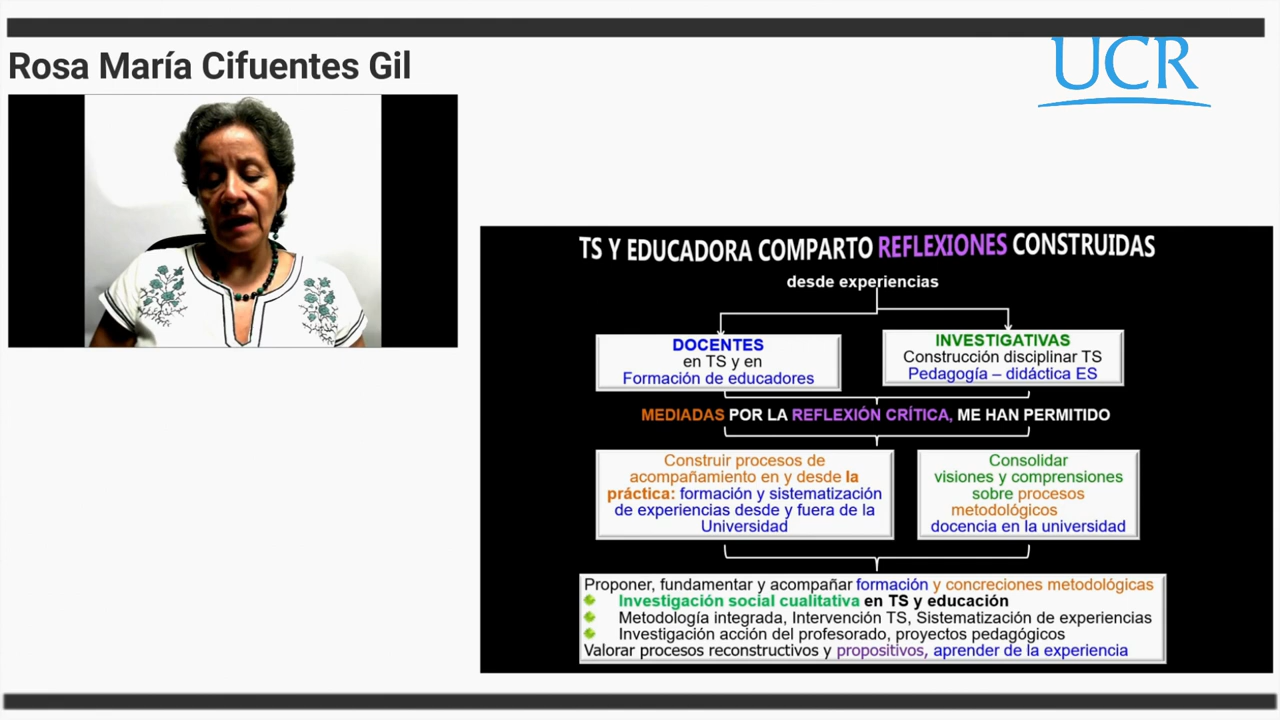 Rosa María Cifuentes Gil
UCR
TS Y EDUCADORA COMPARTO REFLEXIONES CONSTRUIDAS
desde experiencias
DOCENTES
en TS y en
Formación de educadores
INVESTIGATIVAS
Construcción disciplinar TS
Pedagogía – didáctica ES
MEDIADAS POR LA REFLEXIÓN CRÍTICA, ME HAN PERMITIDO
Construir procesos de
acompañamiento en y desde la
práctica: formación y sistematización
de experiencias desde y fuera de la
Universidad
Consolidar
visiones y comprensiones
sobre procesos
metodológicos
docencia en la universidad
Proponer, fundamentar y acompañar formación y concreciones metodológicas
Investigación social cualitativa en TS y educación
Metodología integrada, Intervención TS, Sistematización de experiencias
Investigación acción del profesorado, proyectos pedagógicos
Valorar procesos reconstructivos y propositivos, aprender de la experiencia